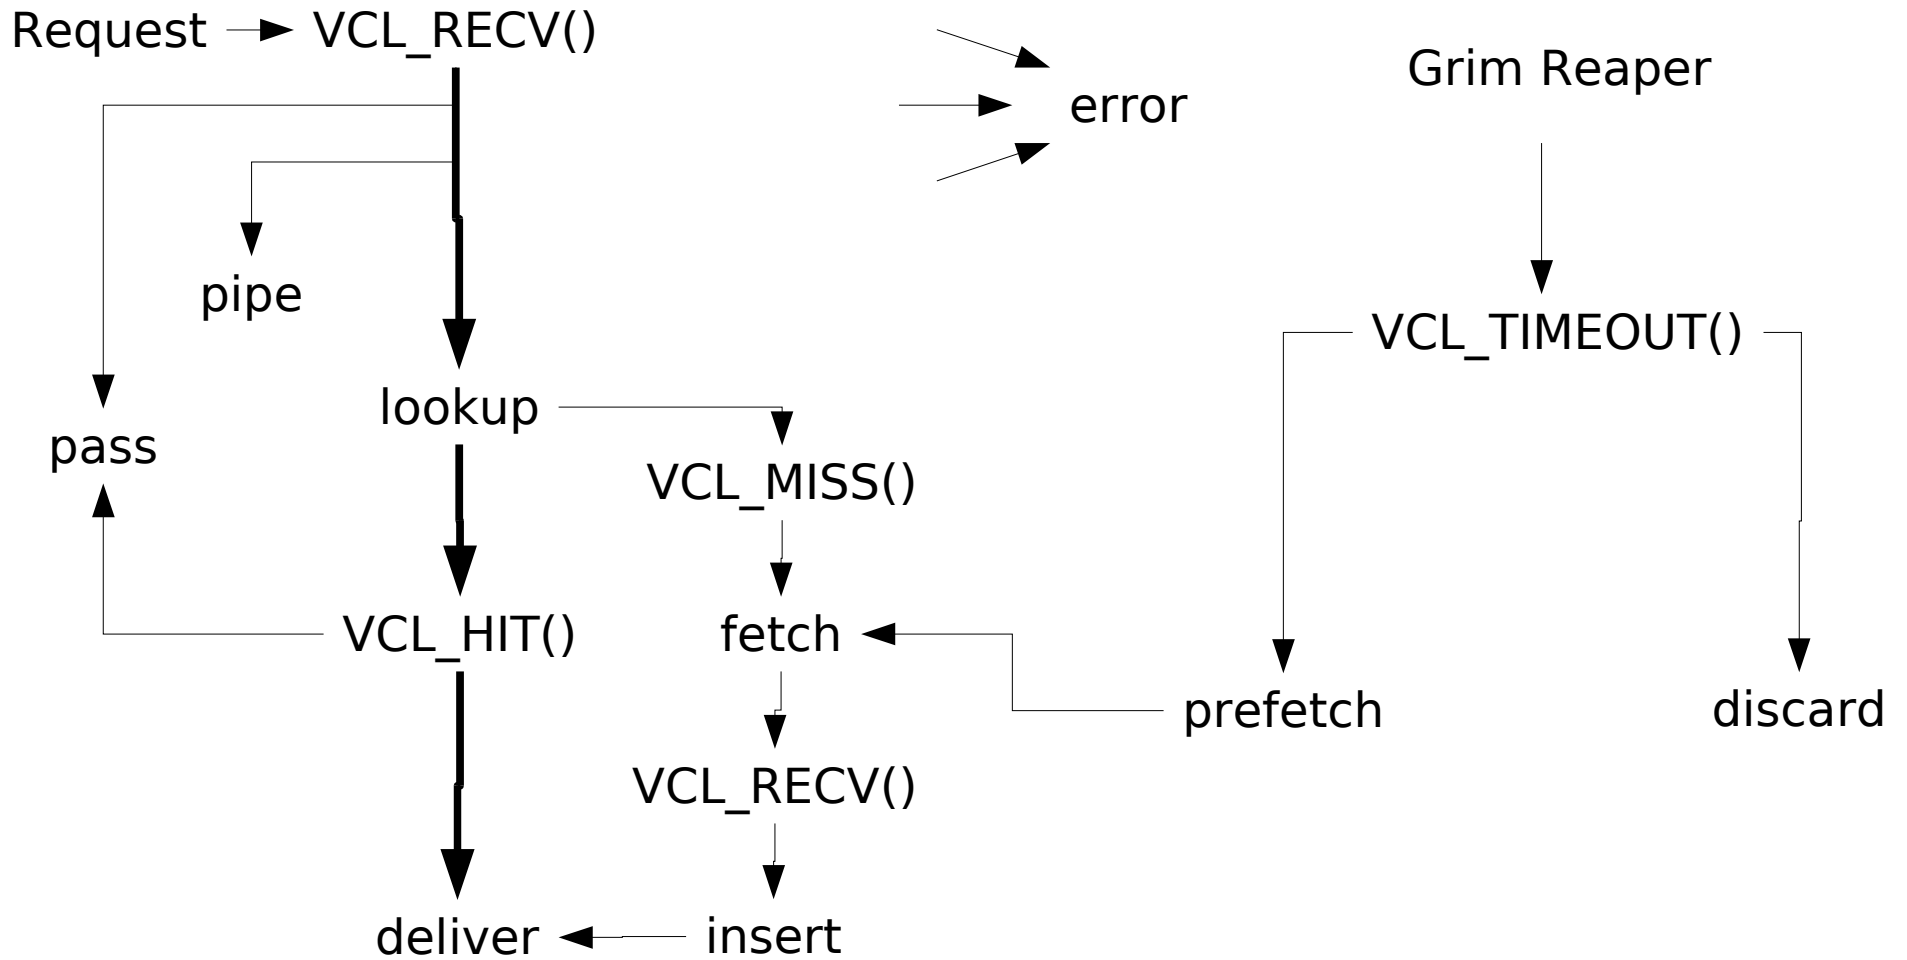 Request
VCL_RECV()
error
Grim Reaper
pipe
VCL_TIMEOUT()
lookup
pass
VCL_MISS()
VCL_HIT()
fetch
prefetch
discard
VCL_RECV()
deliver
insert